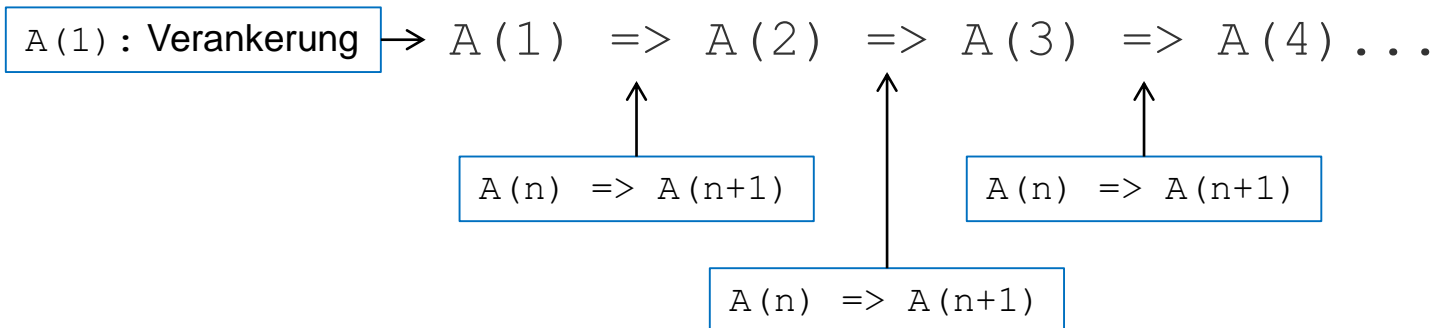 A(1): Verankerung
A(1) => A(2) => A(3) => A(4)...
A(n) => A(n+1)
A(n) => A(n+1)
A(n) => A(n+1)